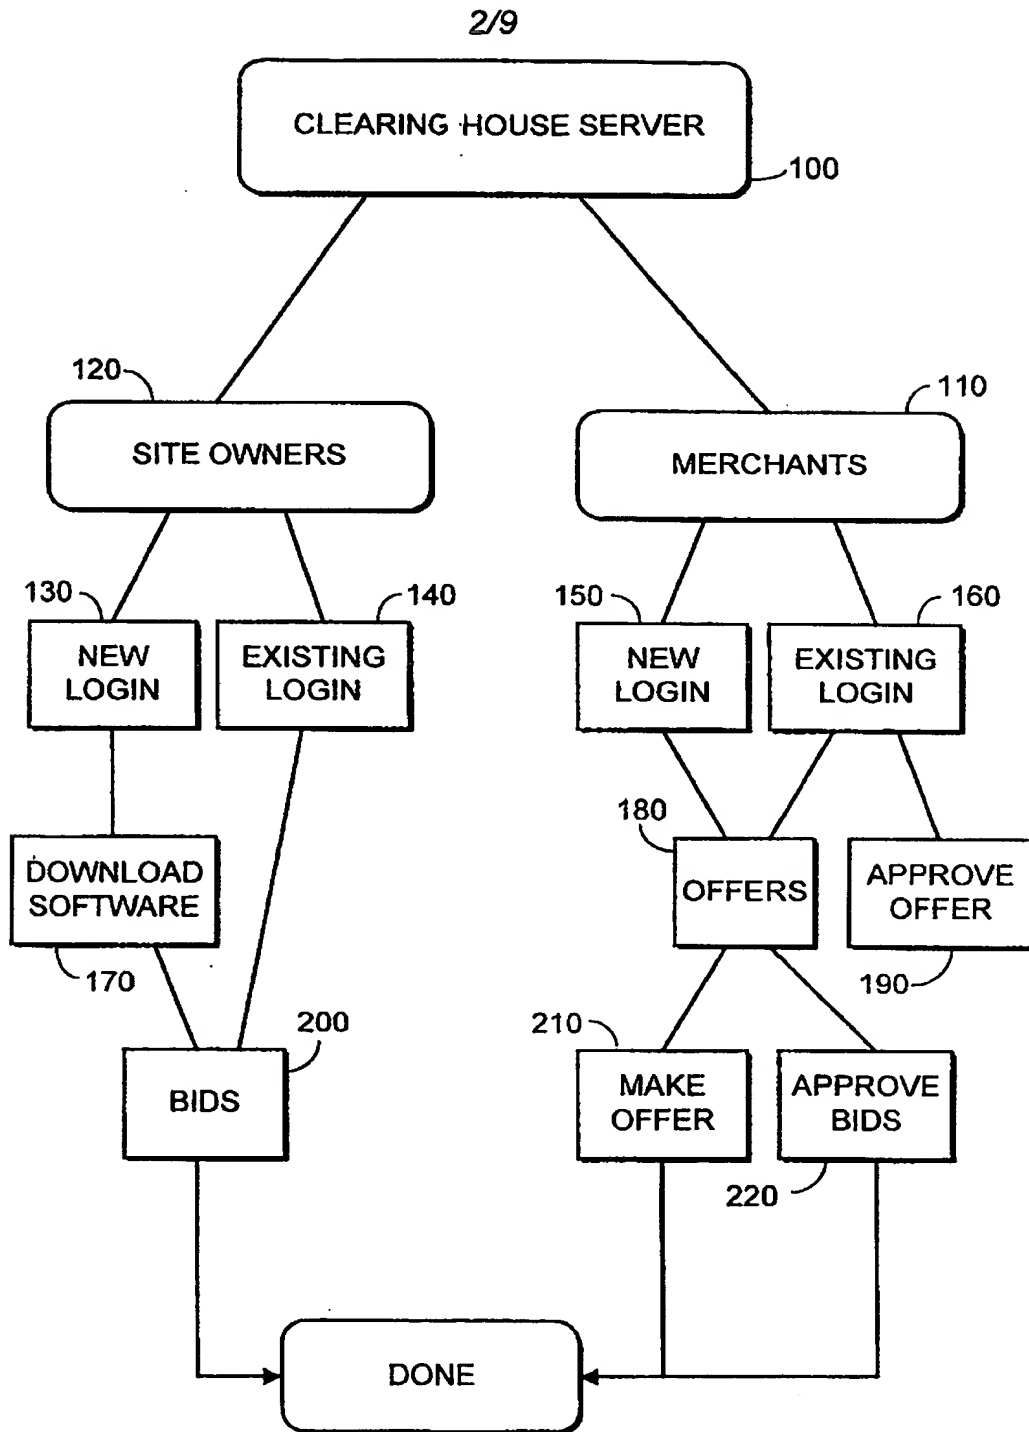 2/9
CLEARING HOUSE SERVER
100
120
110
SITE OWNERS
MERCHANTS
130
140
150
160
NEW
LOGIN
EXISTING
LOGIN
NEW
LOGIN
EXISTING
LOGIN
180
DOWNLOAD
SOFTWARE
OFFERS
APPROVE
OFFER
170
190
200
210
BIDS
MAKE
OFFER
APPROVE
BIDS
220
DONE